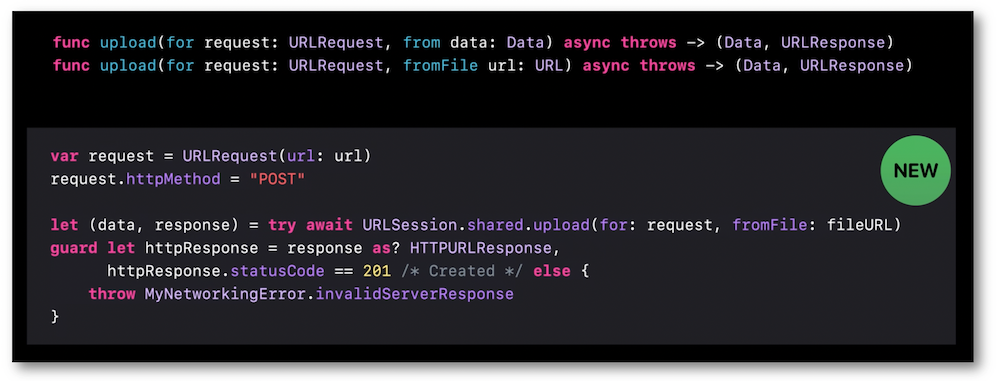 func upload(for request: URLRequest, from data: Data) async throws -> (Data, URLResponse)
func upload(for request: URLRequest, fromFile url: URL) async throws -> (Data, URLResponse)
var request = URLRequest(url: url)
request.httpMethod = "POST"
NEW
let (data, response) = try await URLSession.shared.upload(for: request, fromFile: fileURL)
guard let httpResponse = response as? HTTPURLResponse,
httpResponse.statusCode == 201 /* Created */ else {
throw MyNetworkingError.invalidServerResponse
}